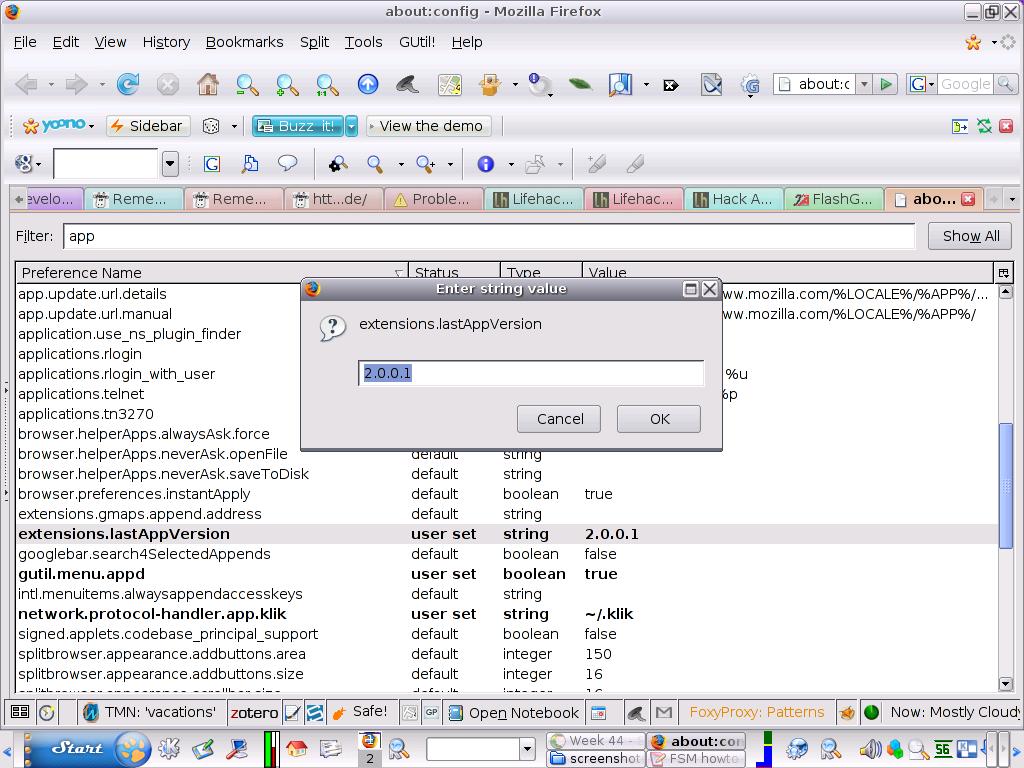 about:config - Mozilla Firefox
File Edit View History Bookmarks Split Tools GUtil! Help
about:c G Google
yoono Sidebar Buzz it! View the demo
evelo... Reme... Reme... htt...de/ Proble... Lifehac... Lifehac... Hack A... FlashG... abo...
Filter: app Show All
Preference Name Status Type Value
app.update.url.details ww.mozilla.com/%LOCALE%/%APP%/...
app.update.url.manual ww.mozilla.com/%LOCALE%/%APP%/
application.use_ns_plugin_finder
applications.rlogin
applications.rlogin_with_user %u
applications.telnet %p
applications.tn3270
browser.helperApps.alwaysAsk.force
browser.helperApps.neverAsk.openFile default string
browser.helperApps.neverAsk.saveToDisk default string
browser.preferences.instantApply default boolean true
extensions.gmaps.append.address default string
extensions.lastAppVersion user set string 2.0.0.1
googlebar.search4SelectedAppends default boolean false
gutil.menu.appd user set boolean true
intl.menuitems.alwaysappendaccesskeys default string
network.protocol-handler.app.klik user set string ~/.klik
signed.applets.codebase_principal_support default boolean false
splitbrowser.appearance.addbuttons.area default integer 150
splitbrowser.appearance.addbuttons.size default integer 16
Enter string value
extensions.lastAppVersion
2.0.0.1
Cancel OK
TMN: 'vacations' zotero Safe! GP Open Notebook FoxyProxy: Patterns Now: Mostly Cloudy
Start 2 Week 44 - about:con 56
screenshot FSM howto